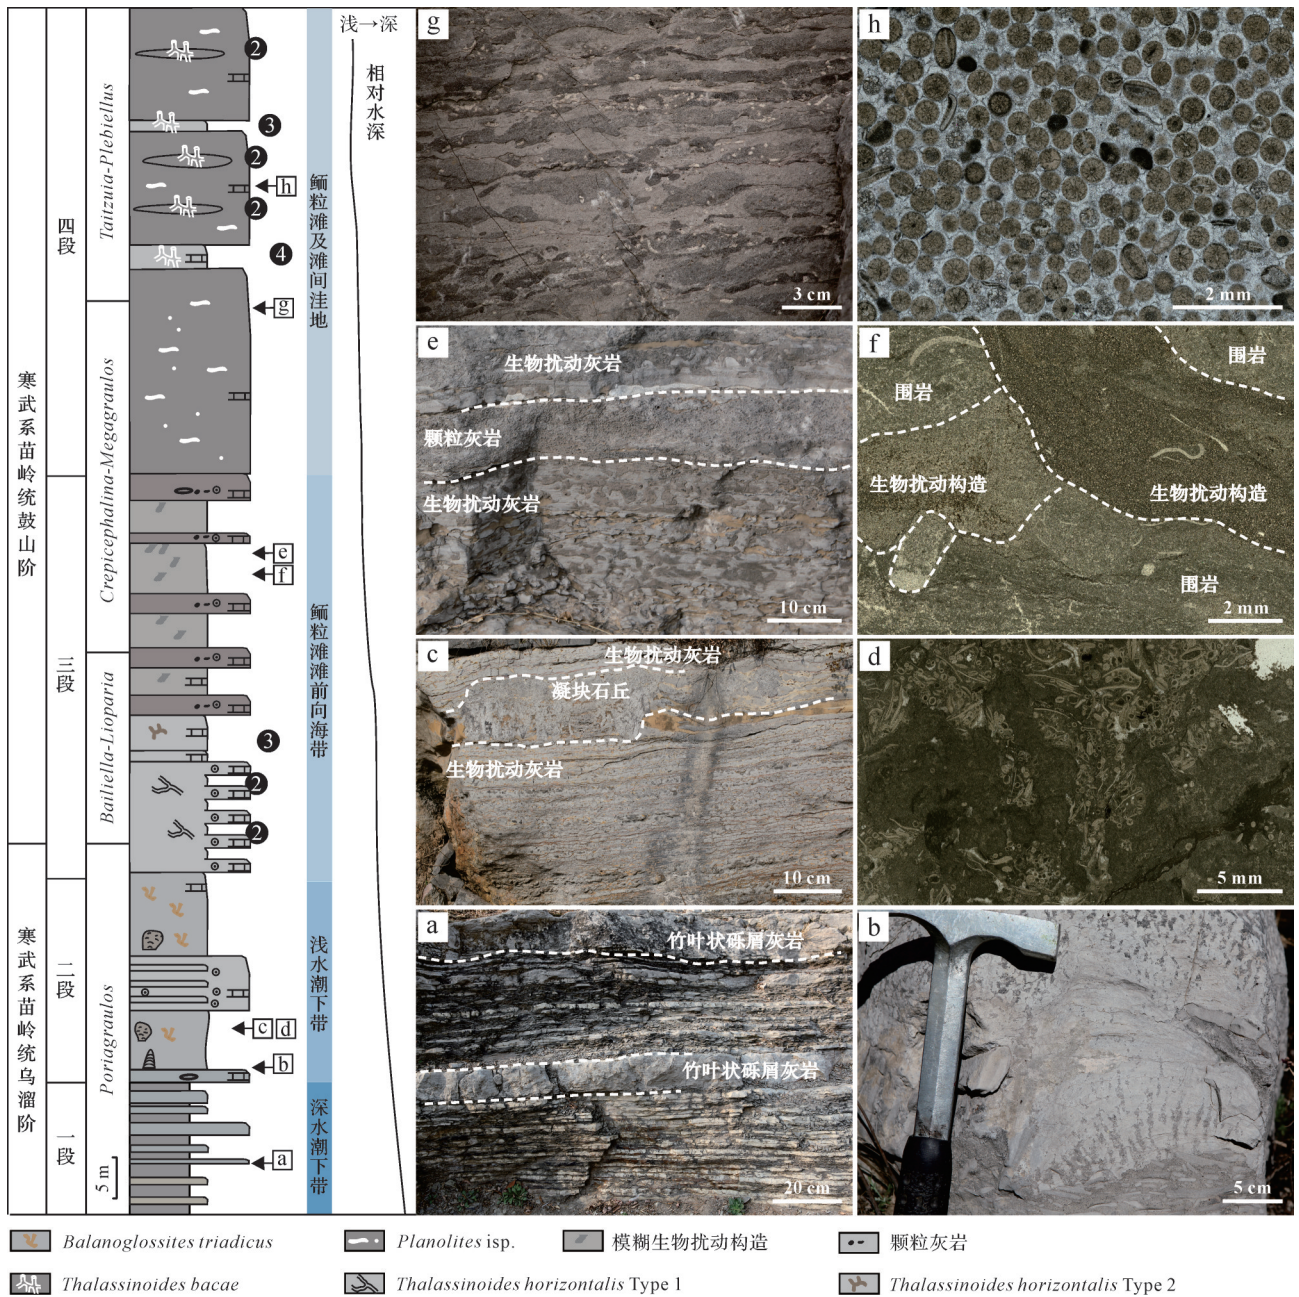 寒武系苗岭统鼓山阶
寒武系苗岭统乌溜阶
四段
三段
二段
一段
Taitzuia-Plebiellus
Crepicephalina-Megagraulos
Bailiella-Lioparia
Poriagraulos
5 m
2
3
2
h
2
4
g
e
f
3
2
2
c d
b
a
鲕粒滩及滩间洼地
鲕粒滩滩前向海带
浅水潮下带
深水潮下带
浅→深
相对水深
g
3 cm
h
2 mm
e
生物扰动灰岩
颗粒灰岩
生物扰动灰岩
10 cm
f
围岩
围岩
生物扰动构造
生物扰动构造
围岩
2 mm
c
生物扰动灰岩
凝块石丘
生物扰动灰岩
10 cm
d
5 mm
a
竹叶状砾屑灰岩
竹叶状砾屑灰岩
20 cm
b
5 cm
Balanoglossites triadicus
Planolites isp.
模糊生物扰动构造
颗粒灰岩
Thalassinoides bacae
Thalassinoides horizontalis Type 1
Thalassinoides horizontalis Type 2